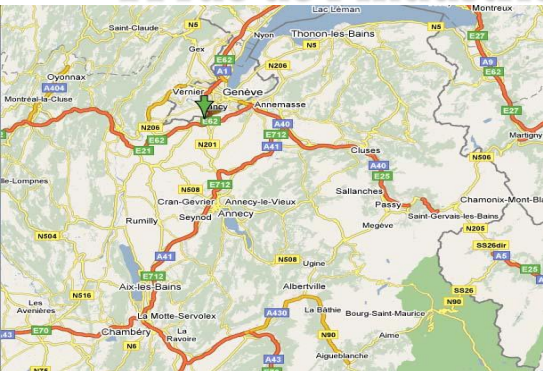 Lac Léman
Montreux
Saint-Claude
N5
Nyon
Thonon-les-Bains
N5
E27
Gex
E62
A1
N206
A9
E62
Oyonnax
A404
Vernier
Genève
Montréal-la-Cluse
Annemasse
E27
N206
E62
E62
A40
E712
Martigny
E21
N201
A41
Cluses
N506
A40
E25
lle-Lompnes
N508
E712
Sallanches
Cran-Gevrier
Annecy-le-Vieux
Passy
Chamonix-Mont-Bla
Rumilly
Seynod
Annecy
Saint-Gervais-les-Bains
Megève
N205
N504
SS26dir
A41
N508
Ugine
A5
E712
E25
Aix-les-Bains
Albertville
SS26
N516
Les
Avenières
La Motte-Servolex
A430
La Bâthie
Bourg-Saint-Maurice
N90
A43
E70
Chambéry
La
Ravoire
N90
Aime
N6
A43
Aigueblanche